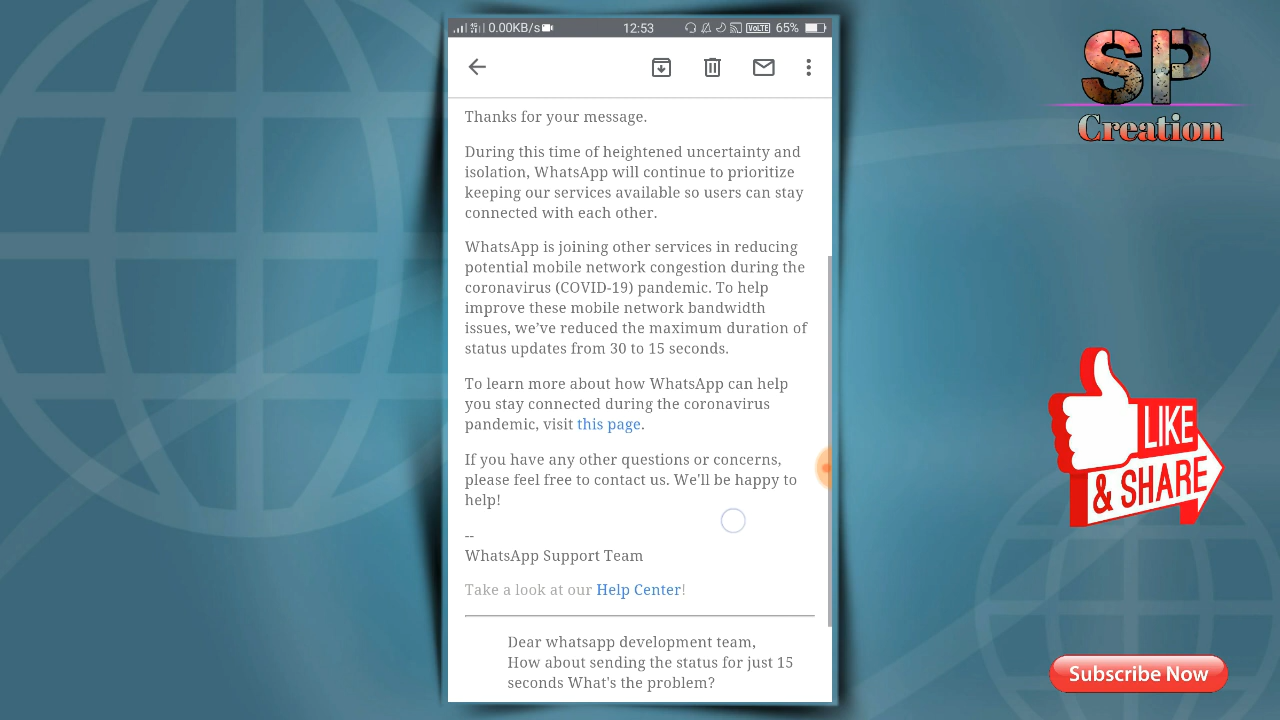 0.00KB/s
12:53
VoLTE
65%
SP
Creation
Thanks for your message.
During this time of heightened uncertainty and
isolation, WhatsApp will continue to prioritize
keeping our services available so users can stay
connected with each other.
WhatsApp is joining other services in reducing
potential mobile network congestion during the
coronavirus (COVID-19) pandemic. To help
improve these mobile network bandwidth
issues, we’ve reduced the maximum duration of
status updates from 30 to 15 seconds.
To learn more about how WhatsApp can help
you stay connected during the coronavirus
pandemic, visit this page.
If you have any other questions or concerns,
please feel free to contact us. We'll be happy to
help!
--
WhatsApp Support Team
Take a look at our Help Center!
Dear whatsapp development team,
How about sending the status for just 15
seconds What's the problem?
LIKE
& SHARE
Subscribe Now